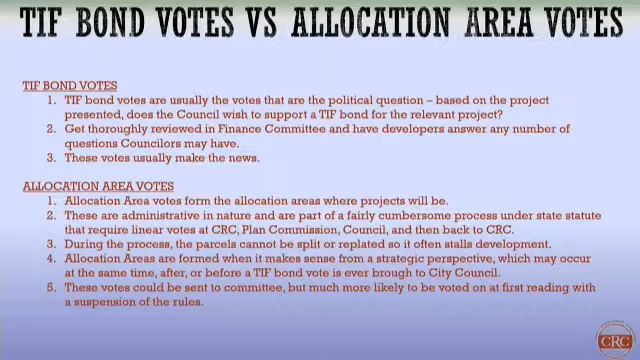 TIF BOND VOTES VS ALLOCATION AREA VOTES
TIF BOND VOTES
1. TIF bond votes are usually the votes that are the political question – based on the project
presented, does the Council wish to support a TIF bond for the relevant project?
2. Get thoroughly reviewed in Finance Committee and have developers answer any number of
questions Councilors may have.
3. These votes usually make the news.
ALLOCATION AREA VOTES
1. Allocation Area votes form the allocation areas where projects will be.
2. These are administrative in nature and are part of a fairly cumbersome process under state statute
that require linear votes at CRC, Plan Commission, Council, and then back to CRC.
3. During the process, the parcels cannot be split or replated so it often stalls development.
4. Allocation Areas are formed when it makes sense from a strategic perspective, which may occur
at the same time, after, or before a TIF bond vote is ever brough to City Council.
5. These votes could be sent to committee, but much more likely to be voted on at first reading with
a suspension of the rules.
CRC